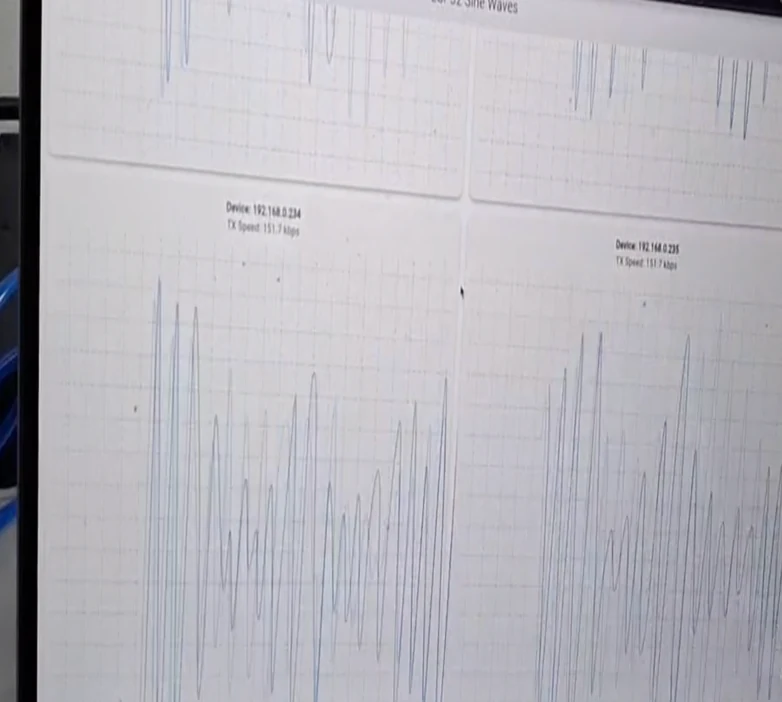 Sine Waves
Device: 192.168.0.234
TX Speed: 151.7 kbps
Device: 192.168.0.235
TX Speed: 151.7 kbps